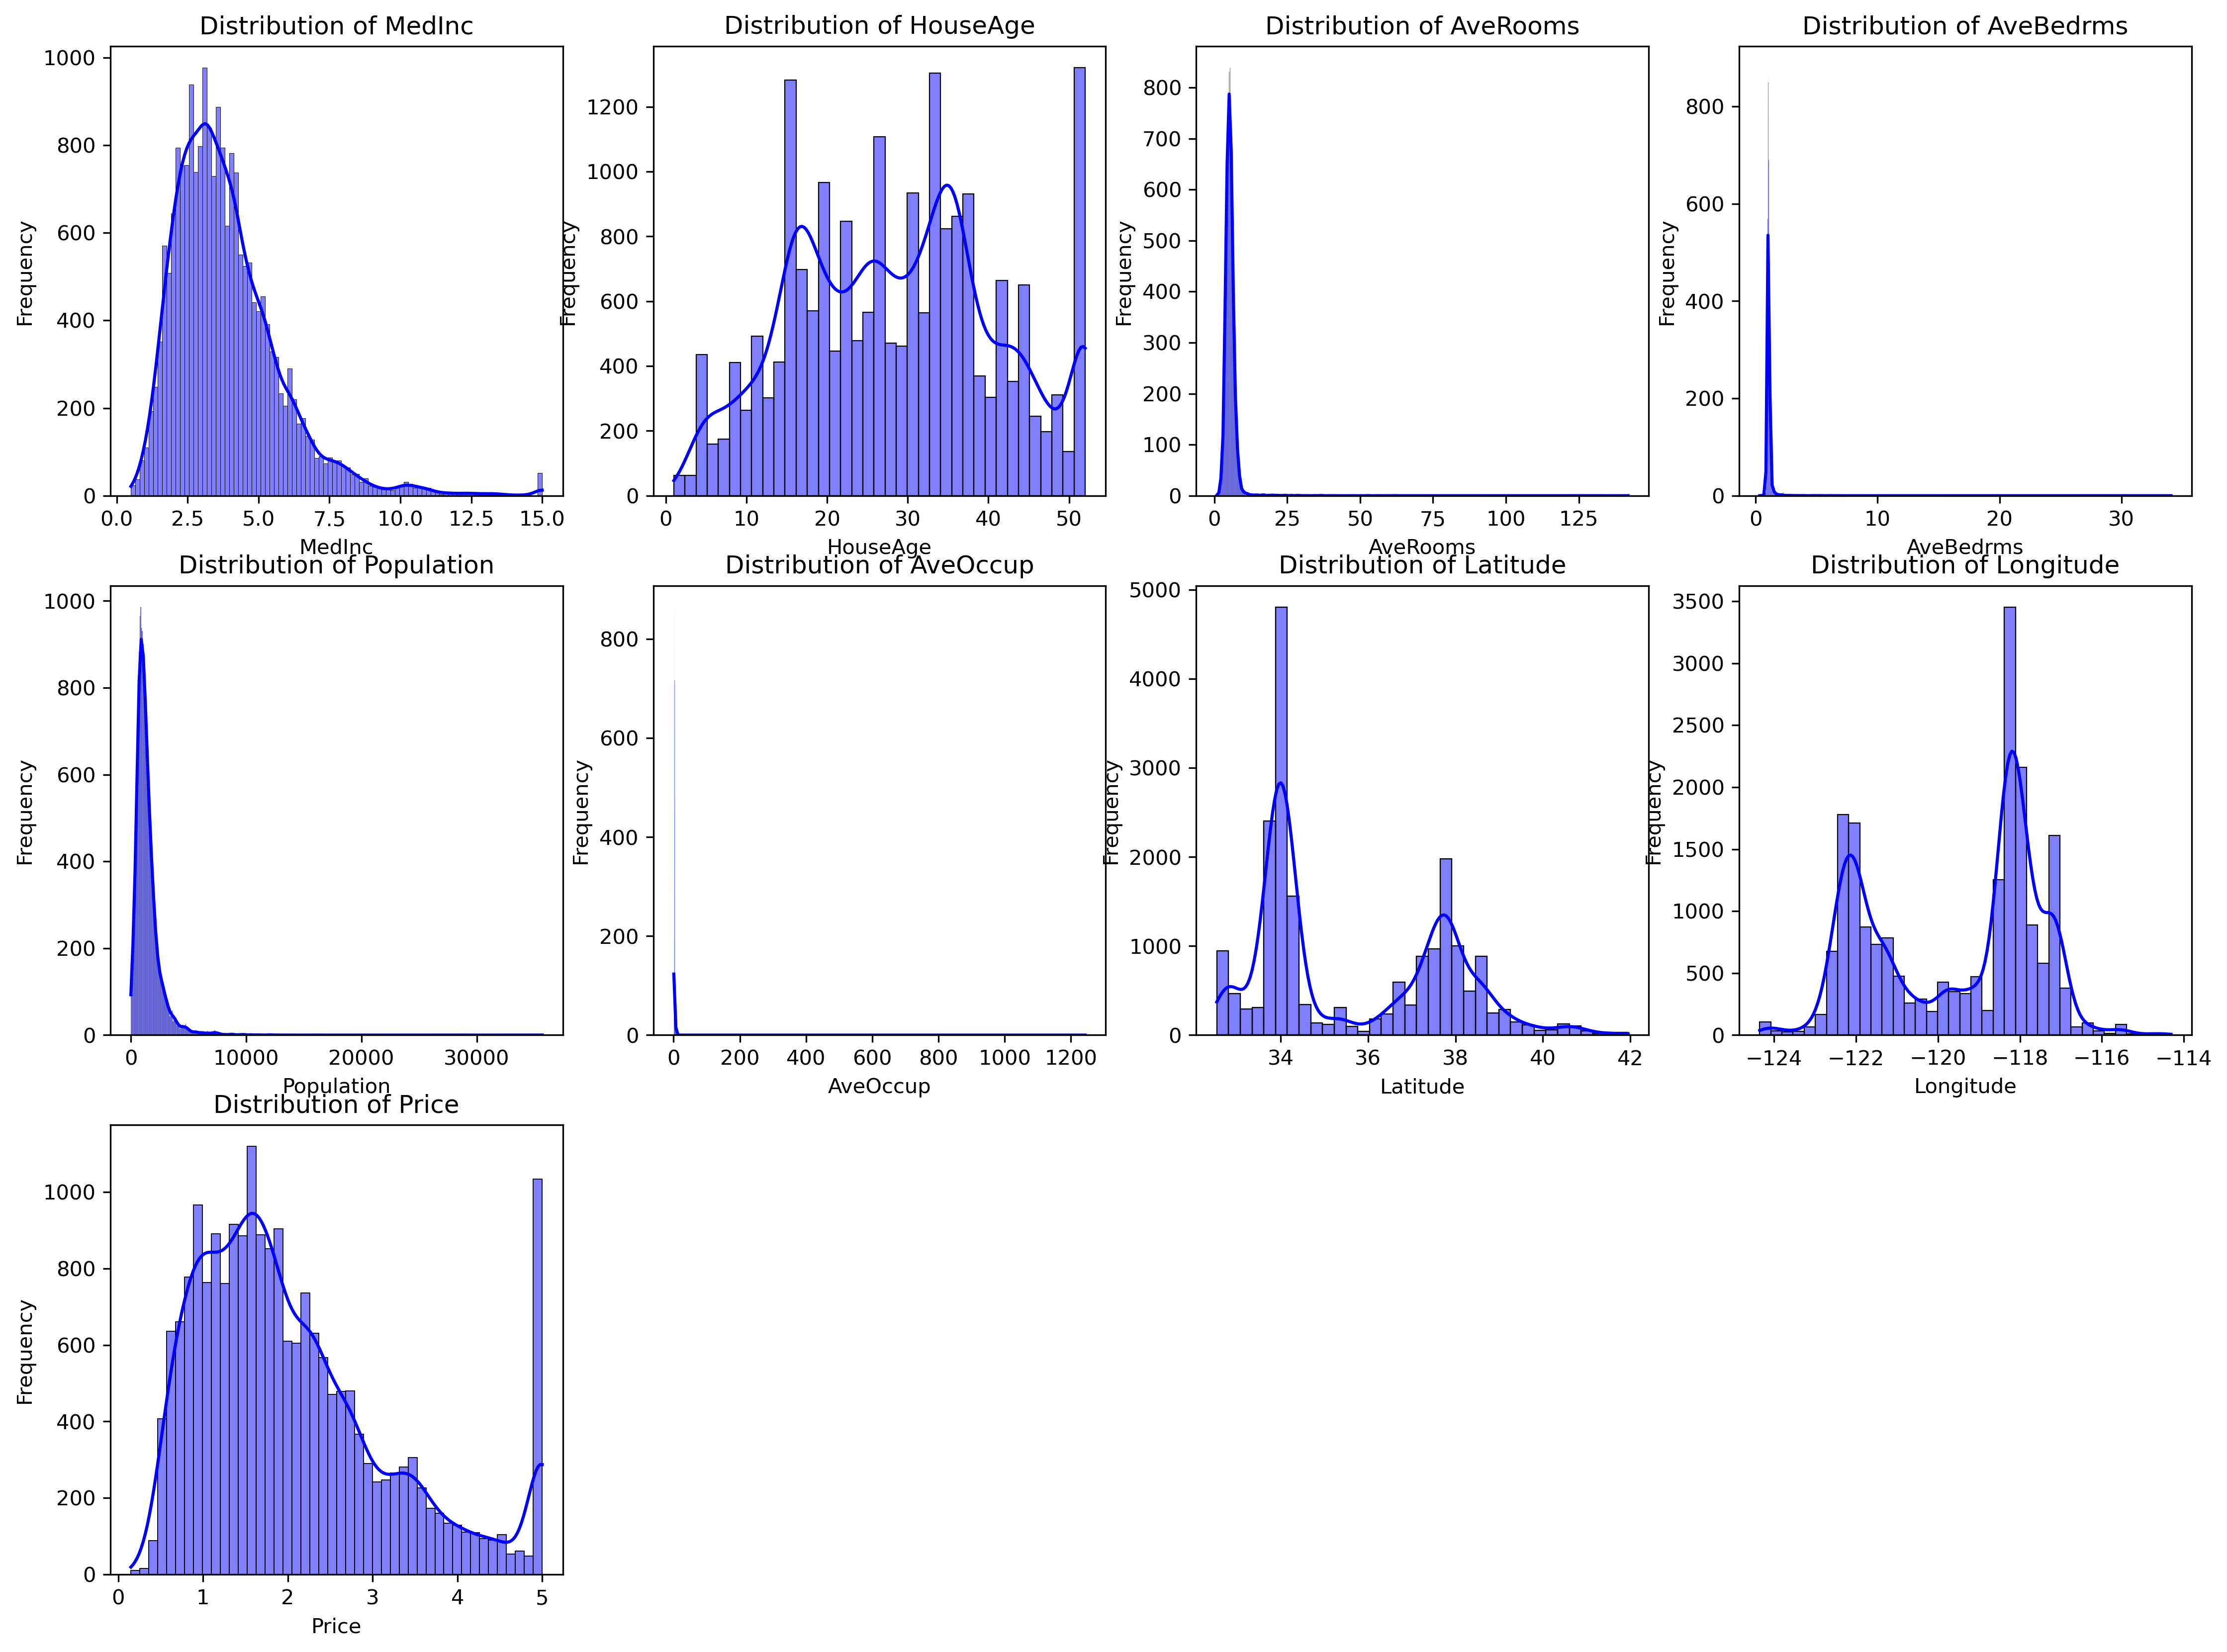 Distribution of MedInc
Frequency
1000
800
600
400
200
0
0.0 2.5 5.0 7.5 10.0 12.5 15.0
MedInc
Distribution of HouseAge
Frequency
1200
1000
800
600
400
200
0
0 10 20 30 40 50
HouseAge
Distribution of AveRooms
Frequency
800
700
600
500
400
300
200
100
0
0 25 50 75 100 125
AveRooms
Distribution of AveBedrms
Frequency
800
600
400
200
0
0 10 20 30
AveBedrms
Distribution of Population
Frequency
1000
800
600
400
200
0
0 10000 20000 30000
Population
Distribution of AveOccup
Frequency
800
600
400
200
0
0 200 400 600 800 1000 1200
AveOccup
Distribution of Latitude
Frequency
5000
4000
3000
2000
1000
0
34 36 38 40 42
Latitude
Distribution of Longitude
Frequency
3500
3000
2500
2000
1500
1000
500
0
−124 −122 −120 −118 −116 −114
Longitude
Distribution of Price
Frequency
1000
800
600
400
200
0
0 1 2 3 4 5
Price